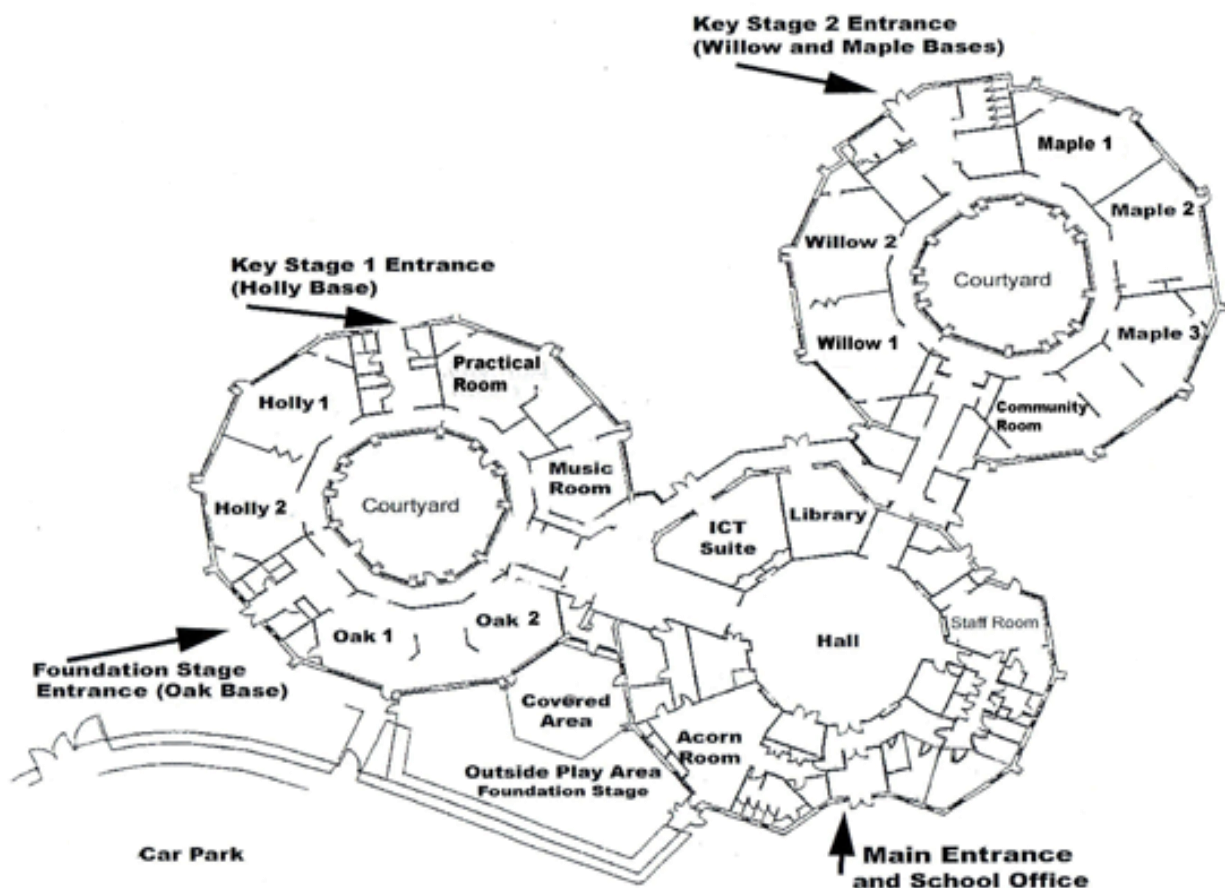 Key Stage 2 Entrance
(Willow and Maple Bases)
Maple 1
Maple 2
Willow 2
Courtyard
Maple 3
Willow 1
Community
Room
Key Stage 1 Entrance
(Holly Base)
Practical
Room
Holly 1
Music
Room
Courtyard
Holly 2
ICT
Suite
Library
Oak 1
Oak 2
Hall
Staff Room
Foundation Stage
Entrance (Oak Base)
Covered
Area
Acorn
Room
Outside Play Area
Foundation Stage
Car Park
Main Entrance
and School Office